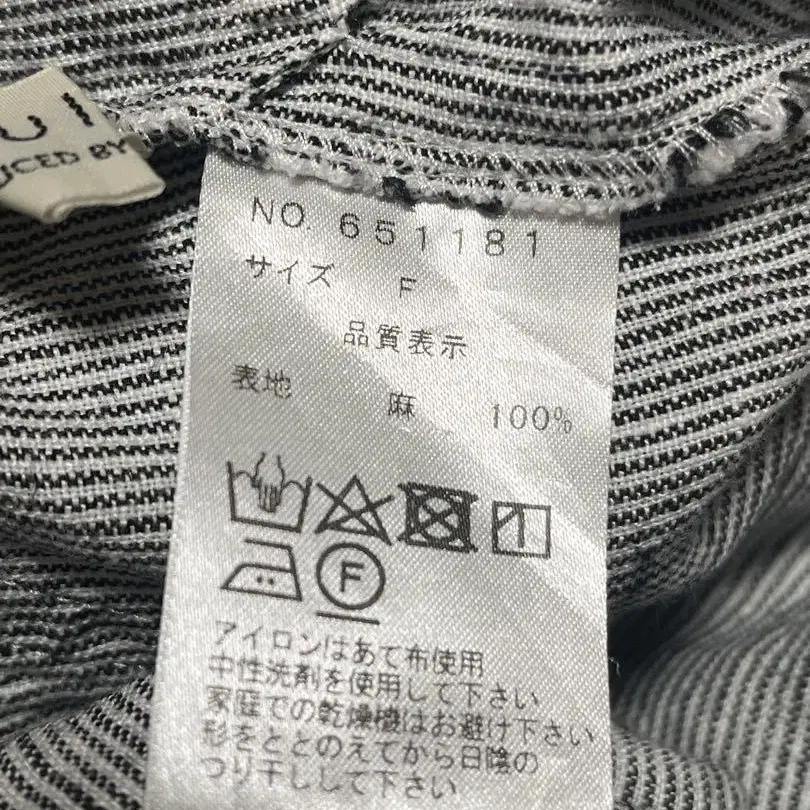 UCED BY
NO. 651181
サイズ F
品質表示
表地 麻 100%
F
アイロンはあて布使用
中性洗剤を使用して下さい
家庭での乾燥機はお避け下さい
形をととのえてから日陰の
つり干しして下さい